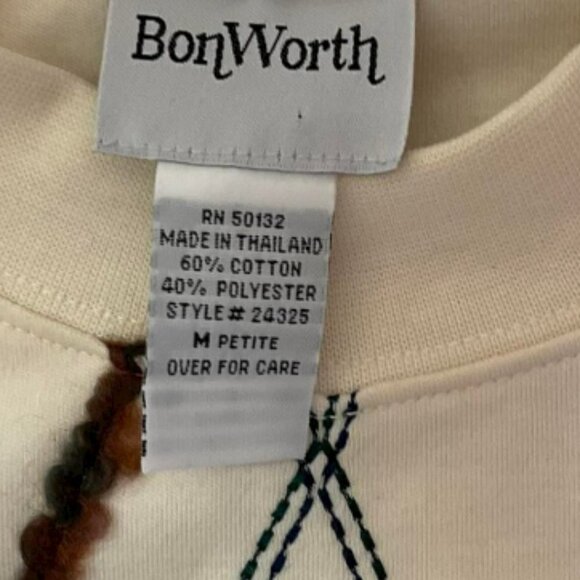 BonWorth
RN 50132
MADE IN THAILAND
60% COTTON
40% POLYESTER
STYLE# 24325
M PETITE
OVER FOR CARE